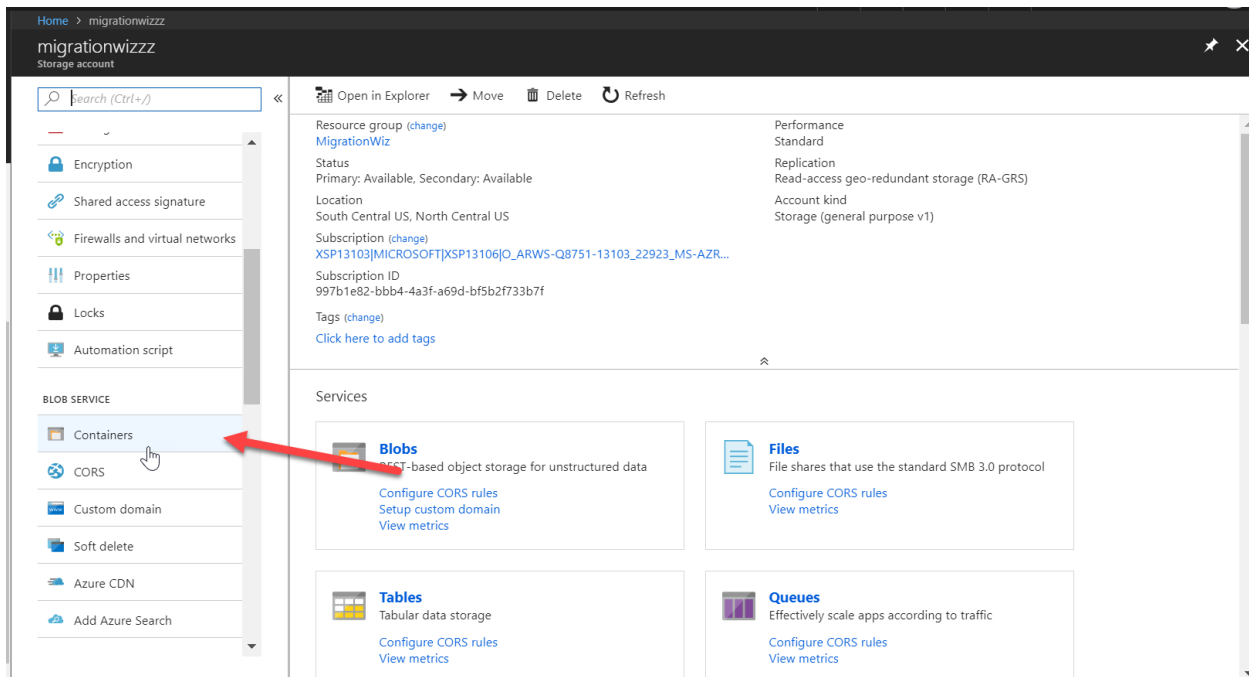 Home > migrationwizzz
migrationwizzz
Storage account
Search (Ctrl+/)
«
Encryption
Shared access signature
Firewalls and virtual networks
Properties
Locks
Automation script
BLOB SERVICE
Containers
CORS
Custom domain
Soft delete
Azure CDN
Add Azure Search
Open in Explorer Move Delete Refresh
Resource group (change)
MigrationWiz
Status
Primary: Available, Secondary: Available
Location
South Central US, North Central US
Subscription (change)
XSP13103|MICROSOFT|XSP13106|O_ARWS-Q8751-13103_22923_MS-AZR...
Subscription ID
997b1e82-bbb4-4a3f-a69d-bf5b2f733b7f
Tags (change)
Click here to add tags
Performance
Standard
Replication
Read-access geo-redundant storage (RA-GRS)
Account kind
Storage (general purpose v1)
Services
Blobs
REST-based object storage for unstructured data
Configure CORS rules
Setup custom domain
View metrics
Files
File shares that use the standard SMB 3.0 protocol
Configure CORS rules
View metrics
Tables
Tabular data storage
Configure CORS rules
View metrics
Queues
Effectively scale apps according to traffic
Configure CORS rules
View metrics